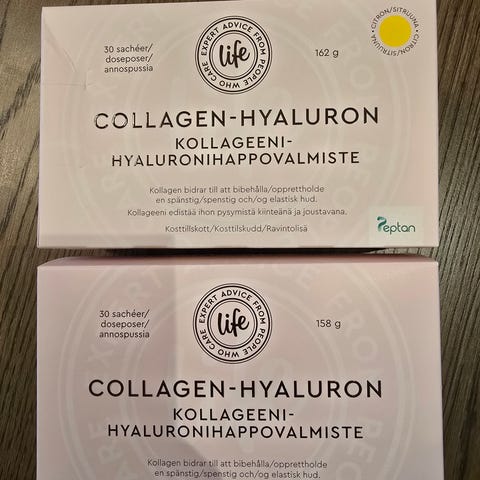 30 sachéer/
doseposer/
annospussia
EXPERT ADVICE FROM PEOPLE WHO CARE
life
162 g
CITRON/SITRUUNA • CITRON/SITRUUNA •
COLLAGEN-HYALURON
KOLLAGEENI-
HYALURONIHAPPOVALMISTE
Kollagen bidrar till att bibehålla/opprettholde
en spänstig/spenstig och/og elastisk hud.
Kollageeni edistää ihon pysymistä kiinteänä ja joustavana.
Kosttillskott/Kosttilskudd/Ravintolisä
Peptan
30 sachéer/
doseposer/
annospussia
EXPERT ADVICE FROM PEOPLE WHO CARE
life
158 g
COLLAGEN-HYALURON
KOLLAGEENI-
HYALURONIHAPPOVALMISTE
Kollagen bidrar till att bibehålla/opprettholde
en spänstig/spenstig och/og elastisk hud.